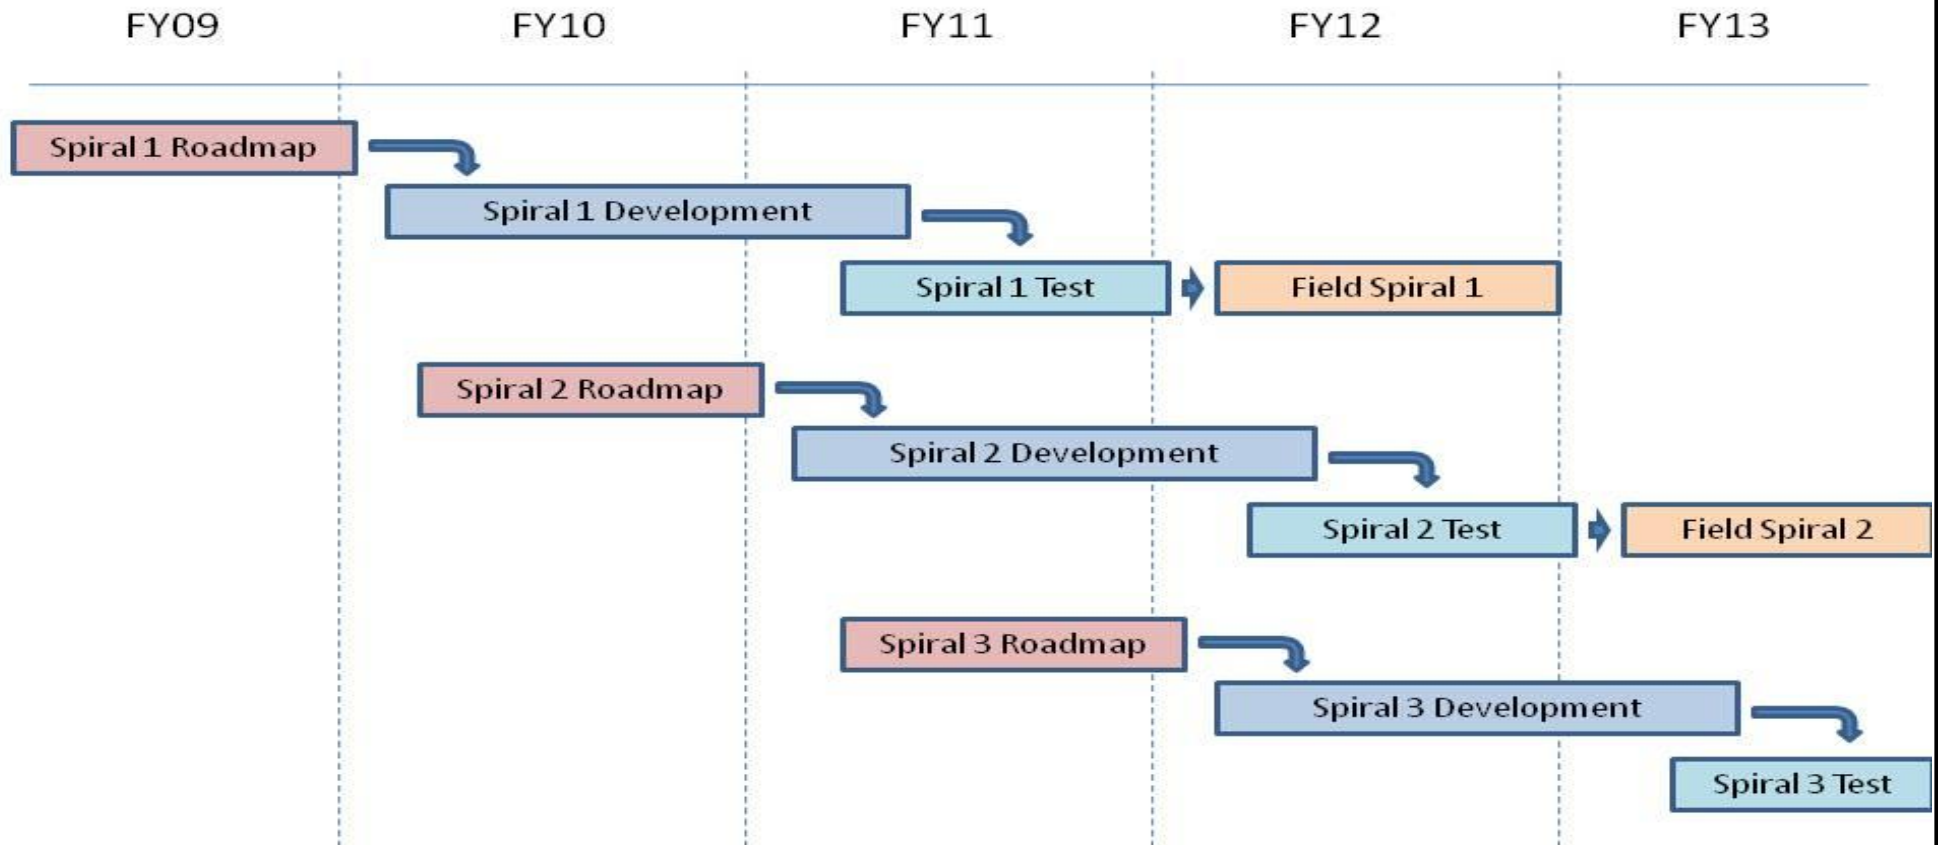 FY09 FY10 FY11 FY12 FY13
Spiral 1 Roadmap
Spiral 1 Development
Spiral 1 Test Field Spiral 1
Spiral 2 Roadmap
Spiral 2 Development
Spiral 2 Test Field Spiral 2
Spiral 3 Roadmap
Spiral 3 Development
Spiral 3 Test